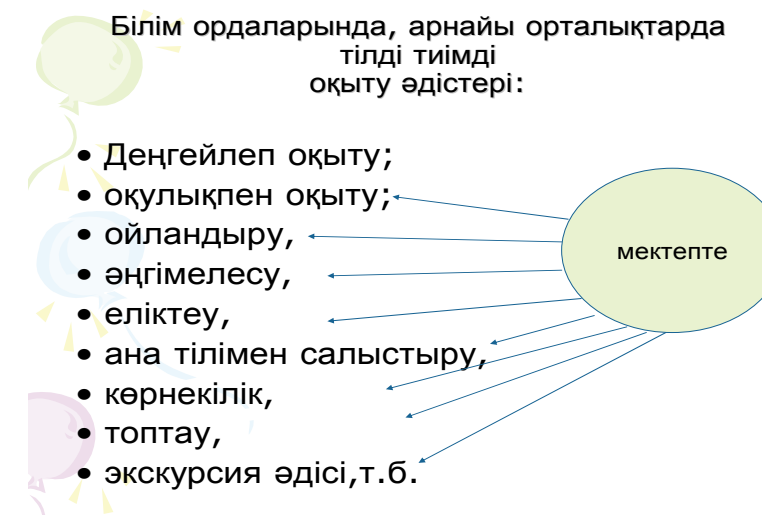 Білім ордаларында, арнайы орталықтарда
тілді тиімді
оқыту әдістері:
• Деңгейлеп оқыту;
• оқулықпен оқыту;
• ойландыру,
• әңгімелесу,
• еліктеу,
• ана тілімен салыстыру,
• көрнекілік,
• топтау,
• экскурсия әдісі,т.б.
мектепте